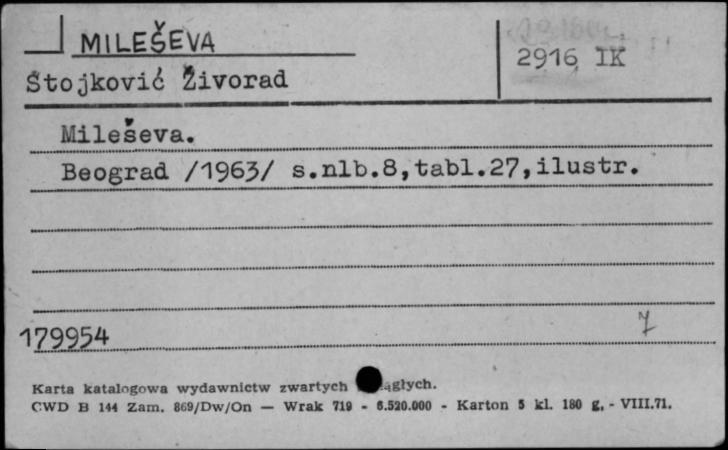 MILEŠEVA
2916 IK
Stojković Živorad
Mileševa.
Beograd /1963/ s.nlb.8,tabl.27,ilustr.
179954
7
Karta katalogowa wydawnictw zwartych
CWD B 144 Zam. 869/Dw/On — Wrak 719 - 6.520.000 - Karton 5 kl. 180 g. - VIII.71.